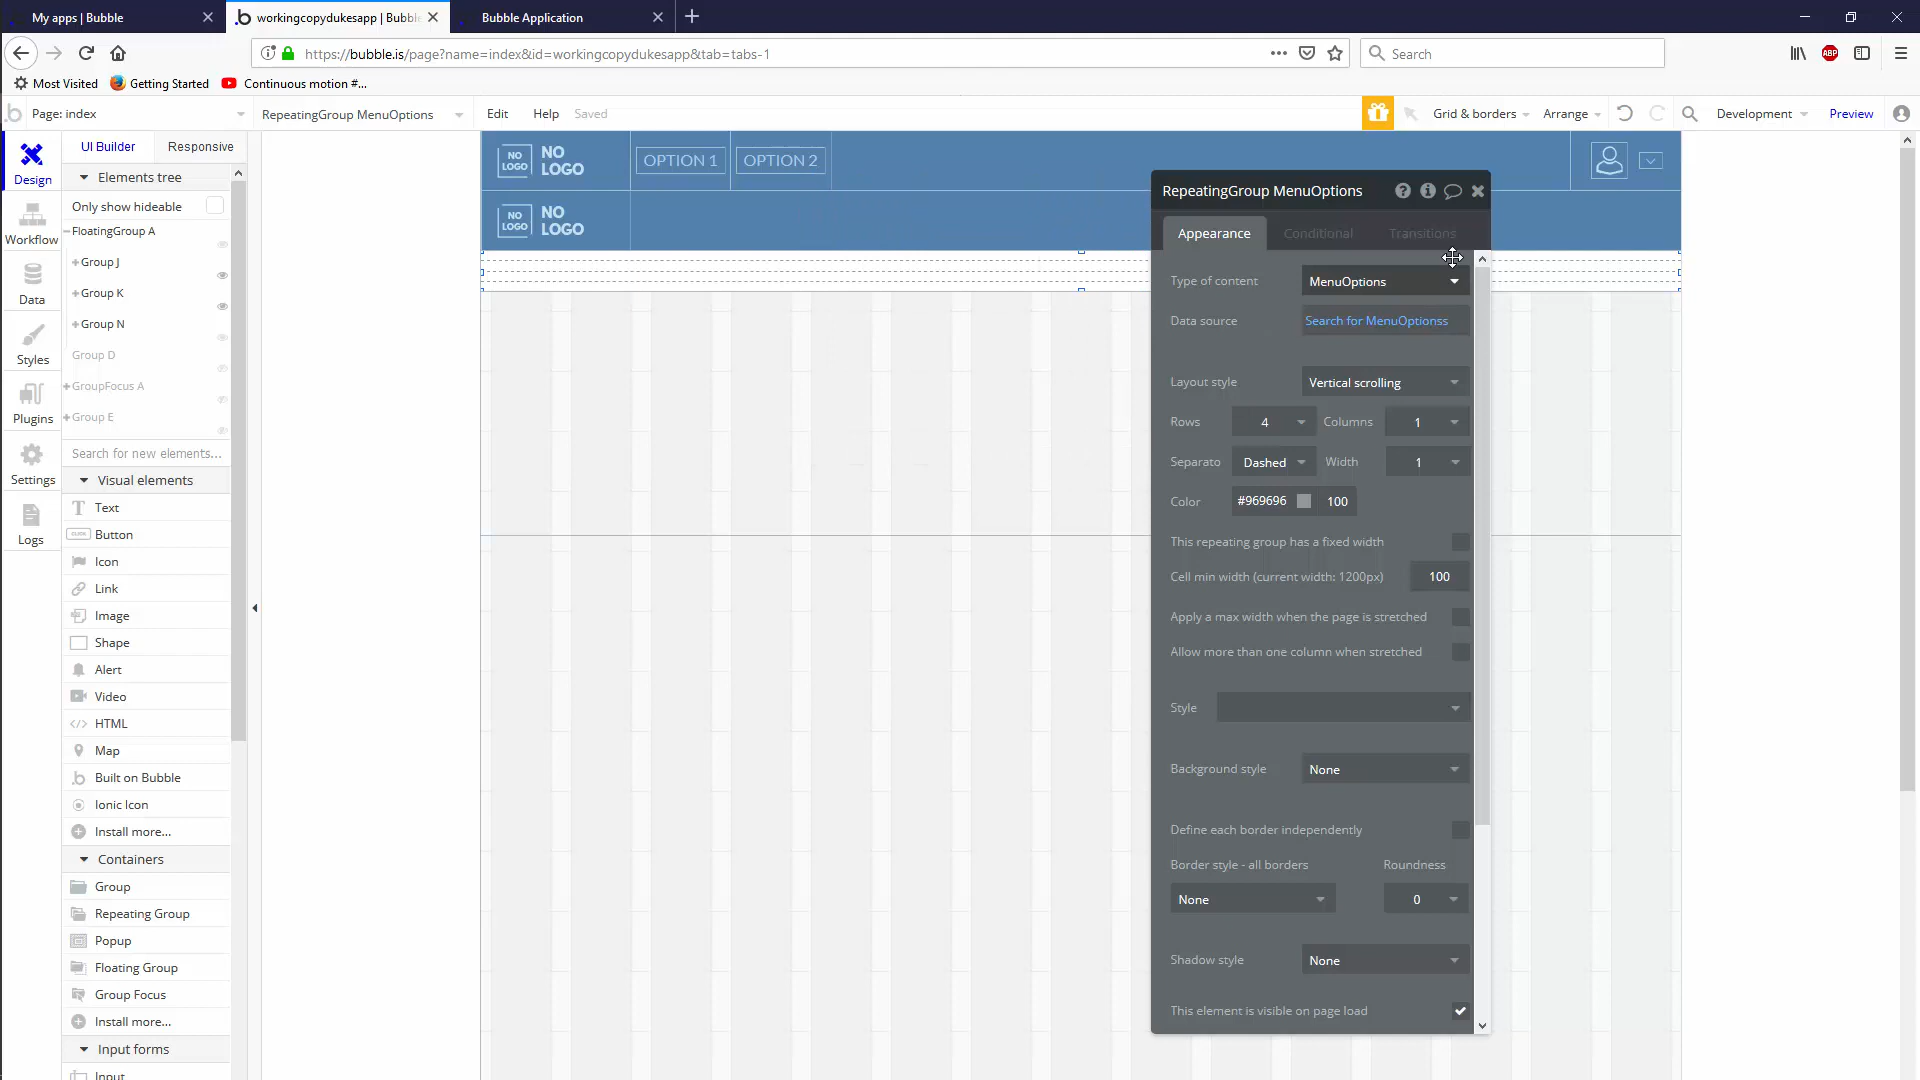 My apps | Bubble
workingcopydukesapp | Bubble
Bubble Application
https://bubble.is/page?name=index&id=workingcopydukesapp&tab=tabs-1
Search
Most Visited
Getting Started
Continuous motion #...
Page: index
RepeatingGroup MenuOptions
Edit
Help
Saved
Grid & borders
Arrange
Development
Preview
Design
Workflow
Data
Styles
Plugins
Settings
Logs
UI Builder
Responsive
Elements tree
Only show hideable
FloatingGroup A
Group J
Group K
Group N
Group D
GroupFocus A
Group E
Search for new elements...
Visual elements
Text
Button
Icon
Link
Image
Shape
Alert
Video
HTML
Map
Built on Bubble
Ionic Icon
Install more...
Containers
Group
Repeating Group
Popup
Floating Group
Group Focus
Install more...
Input forms
Input
NO LOGO
NO LOGO
OPTION 1
OPTION 2
NO LOGO
NO LOGO
RepeatingGroup MenuOptions
Appearance
Conditional
Transitions
Type of content
MenuOptions
Data source
Search for MenuOptionss
Layout style
Vertical scrolling
Rows
4
Columns
1
Separato
Dashed
Width
1
Color
#969696
100
This repeating group has a fixed width
Cell min width (current width: 1200px)
100
Apply a max width when the page is stretched
Allow more than one column when stretched
Style
Background style
None
Define each border independently
Border style - all borders
Roundness
None
0
Shadow style
None
This element is visible on page load